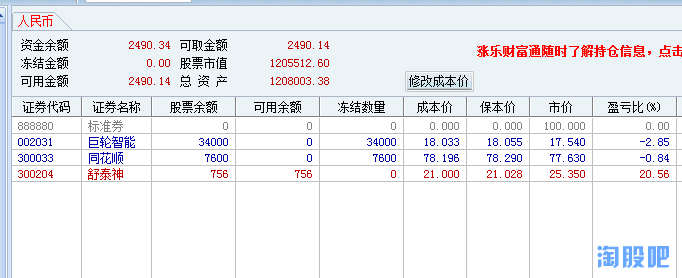 人民币
资金余额 2490.34 可取金额 2490.14
冻结金额 0.00 股票市值 1205512.60
可用金额 2490.14 总 资 产 1208003.38
涨乐财富通随时了解持仓信息，点击
修改成本价
证券代码 证券名称 股票余额 可用余额 冻结数量 成本价 保本价 市价 盈亏比(%)
888880 标准券 0 0 0 0.000 0.000 100.000 0.00
002031 巨轮智能 34000 0 34000 18.033 18.055 17.540 -2.85
300033 同花顺 7600 0 7600 78.196 78.290 77.630 -0.84
300204 舒泰神 756 756 0 21.000 21.028 25.350 20.56
淘股吧